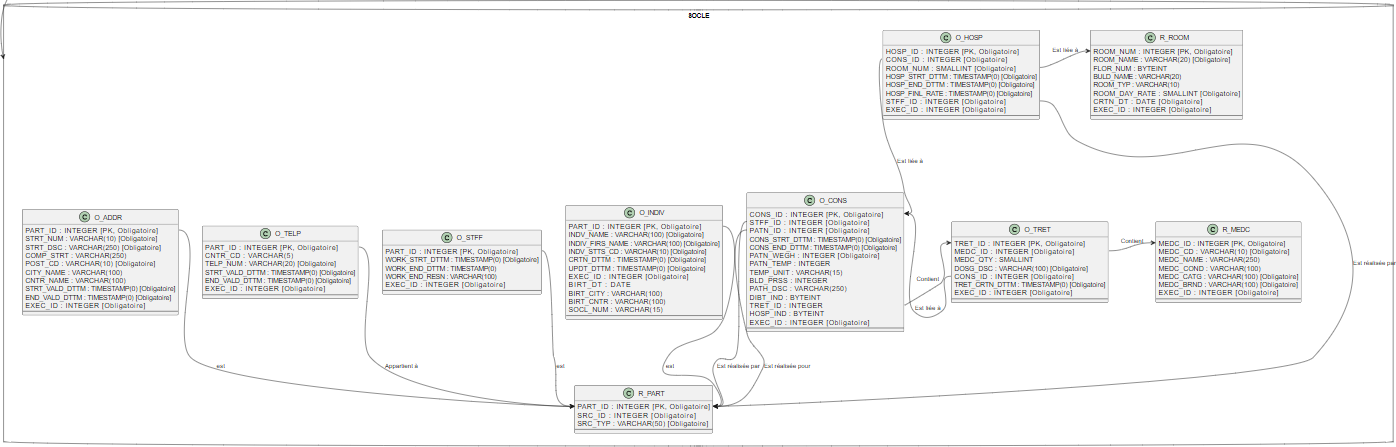 SOCLE
C O_HOSP
HOSP_ID : INTEGER [PK, Obligatoire]
CONS_ID : INTEGER [Obligatoire]
ROOM_NUM : SMALLINT [Obligatoire]
HOSP_STRT_DTTM : TIMESTAMP(0) [Obligatoire]
HOSP_END_DTTM : TIMESTAMP(0) [Obligatoire]
HOSP_FINL_RATE : TIMESTAMP(0) [Obligatoire]
STFF_ID : INTEGER [Obligatoire]
EXEC_ID : INTEGER [Obligatoire]
Est liée à
C R_ROOM
ROOM_NUM : INTEGER [PK, Obligatoire]
ROOM_NAME : VARCHAR(20) [Obligatoire]
FLOR_NUM : BYTEINT
BULD_NAME : VARCHAR(20)
ROOM_TYP : VARCHAR(10)
ROOM_DAY_RATE : SMALLINT [Obligatoire]
CRTN_DT : DATE [Obligatoire]
EXEC_ID : INTEGER [Obligatoire]
Est liée à
C O_ADDR
PART_ID : INTEGER [PK, Obligatoire]
STRT_NUM : VARCHAR(10) [Obligatoire]
STRT_DSC : VARCHAR(250) [Obligatoire]
COMP_STRT : VARCHAR(250)
POST_CD : VARCHAR(10) [Obligatoire]
CITY_NAME : VARCHAR(100)
CNTR_NAME : VARCHAR(100)
STRT_VALD_DTTM : TIMESTAMP(0) [Obligatoire]
END_VALD_DTTM : TIMESTAMP(0) [Obligatoire]
EXEC_ID : INTEGER [Obligatoire]
C O_TELP
PART_ID : INTEGER [PK, Obligatoire]
CNTR_CD : VARCHAR(5)
TELP_NUM : VARCHAR(20) [Obligatoire]
STRT_VALD_DTTM : TIMESTAMP(0) [Obligatoire]
END_VALD_DTTM : TIMESTAMP(0) [Obligatoire]
EXEC_ID : INTEGER [Obligatoire]
C O_STFF
PART_ID : INTEGER [PK, Obligatoire]
WORK_STRT_DTTM : TIMESTAMP(0) [Obligatoire]
WORK_END_DTTM : TIMESTAMP(0)
WORK_END_RESN : VARCHAR(100)
EXEC_ID : INTEGER [Obligatoire]
C O_INDIV
PART_ID : INTEGER [PK, Obligatoire]
INDV_NAME : VARCHAR(100) [Obligatoire]
INDV_FIRS_NAME : VARCHAR(100) [Obligatoire]
INDV_STTS_CD : VARCHAR(10) [Obligatoire]
CRTN_DTTM : TIMESTAMP(0) [Obligatoire]
UPDT_DTTM : TIMESTAMP(0) [Obligatoire]
EXEC_ID : INTEGER [Obligatoire]
BIRT_DT : DATE
BIRT_CITY : VARCHAR(100)
BIRT_CNTR : VARCHAR(100)
SOCL_NUM : VARCHAR(15)
C O_CONS
CONS_ID : INTEGER [PK, Obligatoire]
STFF_ID : INTEGER [Obligatoire]
PATN_ID : INTEGER [Obligatoire]
CONS_STRT_DTTM : TIMESTAMP(0) [Obligatoire]
CONS_END_DTTM : TIMESTAMP(0) [Obligatoire]
PATN_WEGH : INTEGER [Obligatoire]
PATN_TEMP : INTEGER
TEMP_UNIT : VARCHAR(15)
BLD_PRSS : INTEGER
PATH_DSC : VARCHAR(250)
DIBT_IND : BYTEINT
TRET_ID : INTEGER
HOSP_IND : BYTEINT
EXEC_ID : INTEGER [Obligatoire]
Contient
Est liée à
C O_TRET
TRET_ID : INTEGER [PK, Obligatoire]
MEDC_ID : INTEGER [PK, Obligatoire]
MEDC_QTY : SMALLINT
DOSG_DSC : VARCHAR(100) [Obligatoire]
CONS_ID : INTEGER [Obligatoire]
TRET_CRTN_DTTM : TIMESTAMP(0) [Obligatoire]
EXEC_ID : INTEGER [Obligatoire]
Contient
C R_MEDC
MEDC_ID : INTEGER [PK, Obligatoire]
MEDC_CD : VARCHAR(10) [Obligatoire]
MEDC_NAME : VARCHAR(250)
MEDC_COND : VARCHAR(100)
MEDC_CATG : VARCHAR(100) [Obligatoire]
MEDC_BRND : VARCHAR(100) [Obligatoire]
EXEC_ID : INTEGER [Obligatoire]
Est réalisée par
est
Appartient à
est
est
Est réalisée par
Est réalisée pour
C R_PART
PART_ID : INTEGER [PK, Obligatoire]
SRC_ID : INTEGER [Obligatoire]
SRC_TYP : VARCHAR(50) [Obligatoire]